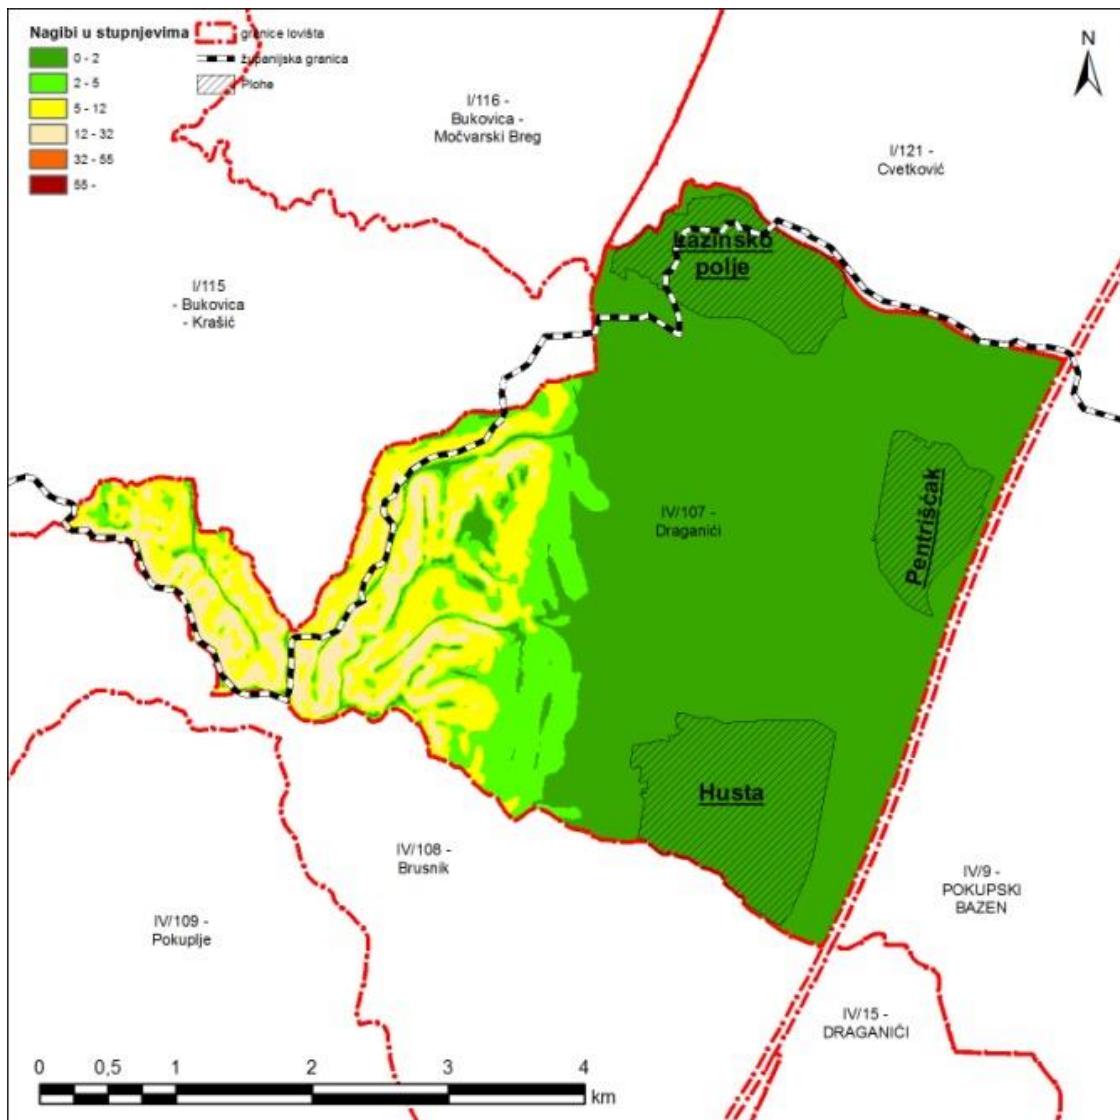 Nagibi u stupnjevima
0 - 2
2 - 5
5 - 12
12 - 32
32 - 55
55 -
granice lovišta
županijska granica
Plohe
N
I/116 -
Bukovica -
Močvarski Breg
I/121 -
Cvetković
Lazinsko
polje
I/115
- Bukovica
- Krašić
IV/107 -
Draganići
Pentrišćak
Husta
IV/108 -
Brusnik
IV/9 -
POKUPSKI
BAZEN
IV/109 -
Pokuplje
IV/15 -
DRAGANIĆI
0 0,5 1 2 3 4
km